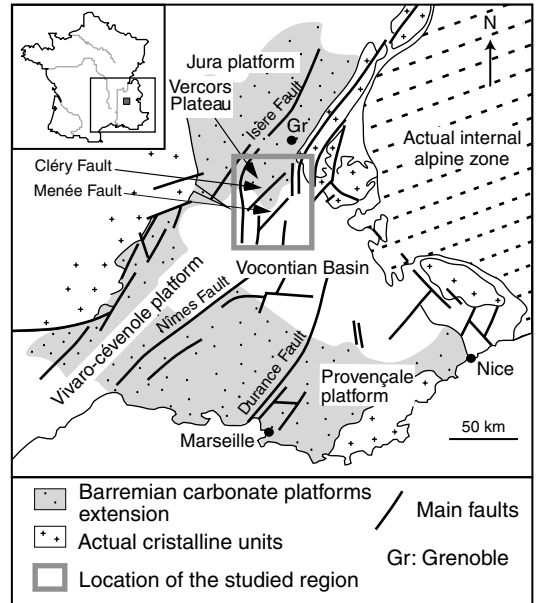 N
Jura platform
Vercors
Plateau
Isère Fault
Gr
Actual internal
alpine zone
Cléry Fault
Menée Fault
Vocontian Basin
Vivaro-cévenole platform
Nîmes Fault
Durance Fault
Provençale
platform
Nice
Marseille
50 km
Barremian carbonate platforms
extension
Main faults
Actual cristalline units
Gr: Grenoble
Location of the studied region